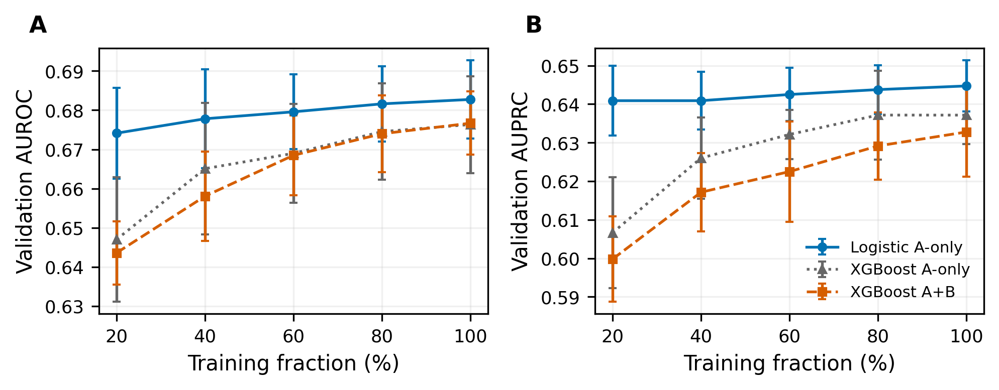 A
Validation AUROC
0.69
0.68
0.67
0.66
0.65
0.64
0.63
20 40 60 80 100
Training fraction (%)
B
Validation AUPRC
0.65
0.64
0.63
0.62
0.61
0.60
0.59
Logistic A-only
XGBoost A-only
XGBoost A+B
20 40 60 80 100
Training fraction (%)